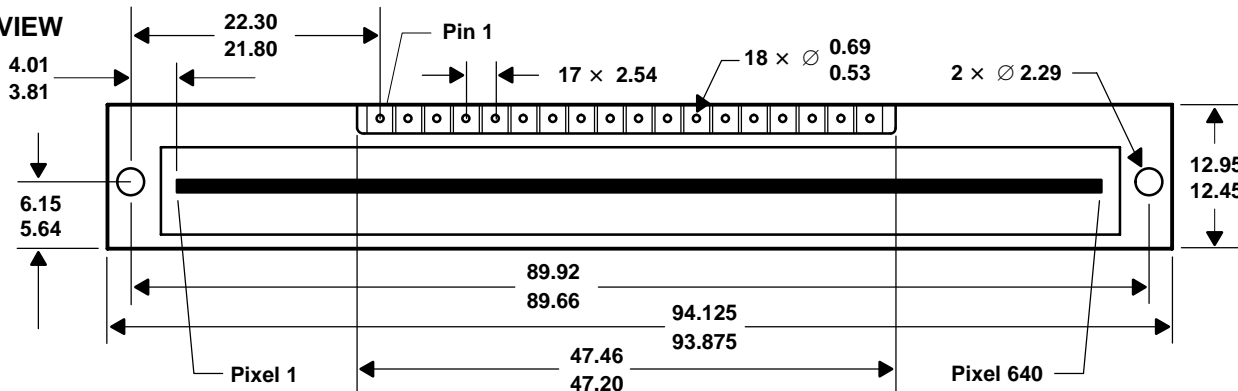 VIEW
22.30
21.80
Pin 1
4.01
3.81
17 × 2.54
18 × ∅ 0.69
0.53
2 × ∅ 2.29
12.95
12.45
6.15
5.64
89.92
89.66
94.125
93.875
47.46
47.20
Pixel 1
Pixel 640